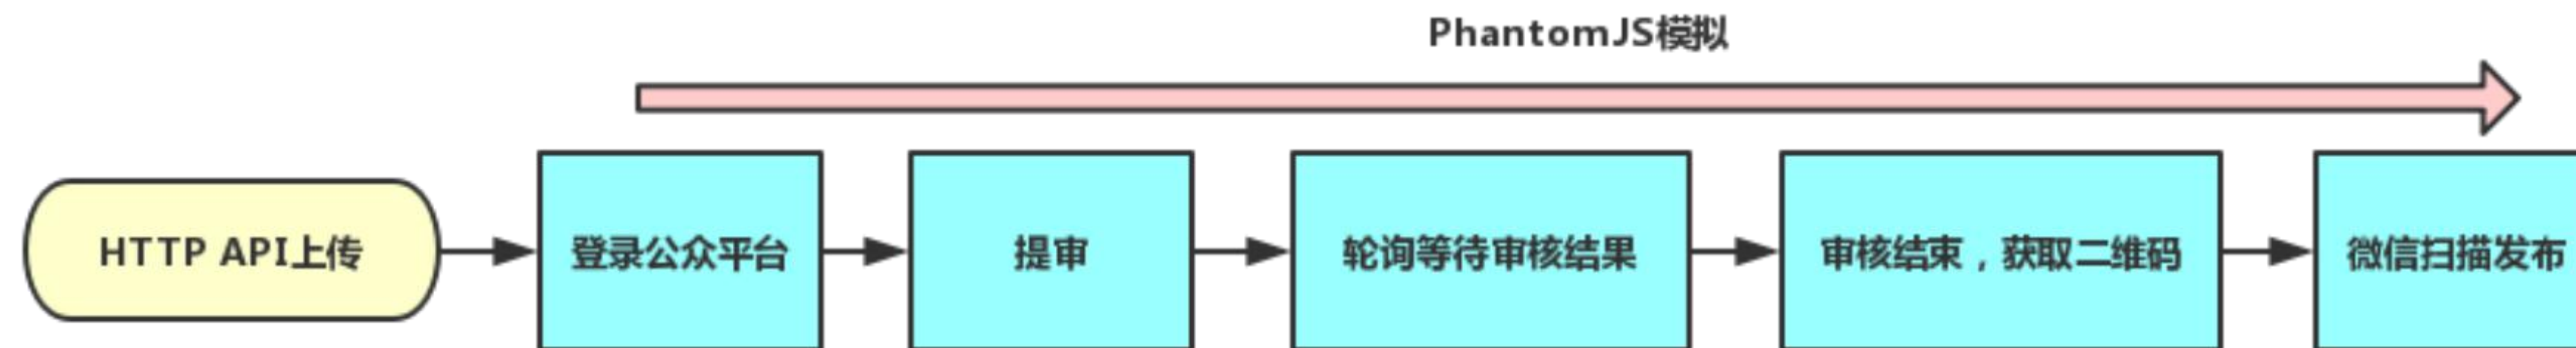 PhantomJS模拟
HTTP API上传
登录公众平台
提审
轮询等待审核结果
审核结束，获取二维码
微信扫描发布